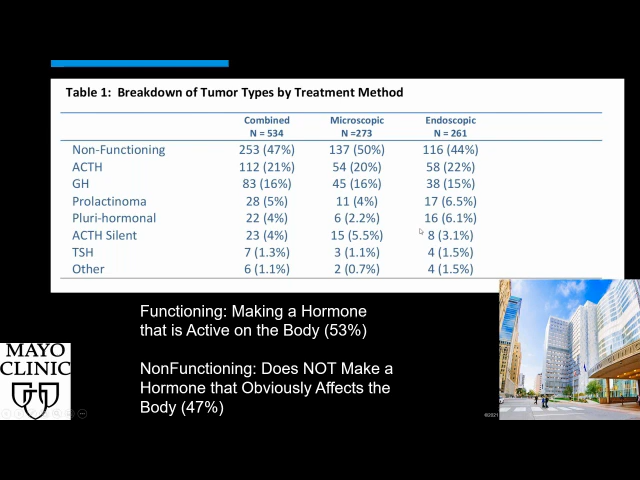 Table 1: Breakdown of Tumor Types by Treatment Method
Combined Microscopic Endoscopic
N = 534 N =273 N = 261
Non-Functioning 253 (47%) 137 (50%) 116 (44%)
ACTH 112 (21%) 54 (20%) 58 (22%)
GH 83 (16%) 45 (16%) 38 (15%)
Prolactinoma 28 (5%) 11 (4%) 17 (6.5%)
Pluri-hormonal 22 (4%) 6 (2.2%) 16 (6.1%)
ACTH Silent 23 (4%) 15 (5.5%) 8 (3.1%)
TSH 7 (1.3%) 3 (1.1%) 4 (1.5%)
Other 6 (1.1%) 2 (0.7%) 4 (1.5%)
Functioning: Making a Hormone
that is Active on the Body (53%)
NonFunctioning: Does NOT Make a
Hormone that Obviously Affects the
Body (47%)
MAYO
CLINIC
©2021